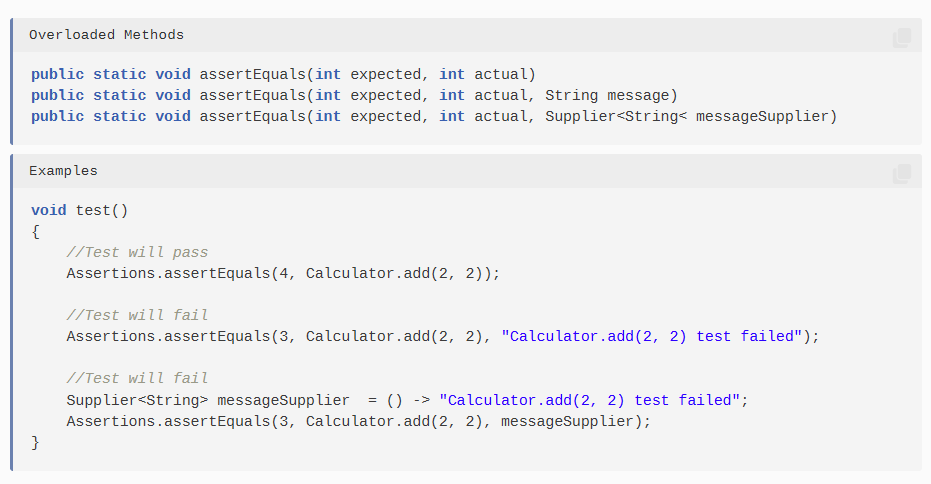 Overloaded Methods
public static void assertEquals(int expected, int actual)
public static void assertEquals(int expected, int actual, String message)
public static void assertEquals(int expected, int actual, Supplier<String< messageSupplier)
Examples
void test()
{
    //Test will pass
    Assertions.assertEquals(4, Calculator.add(2, 2));

    //Test will fail
    Assertions.assertEquals(3, Calculator.add(2, 2), "Calculator.add(2, 2) test failed");

    //Test will fail
    Supplier<String> messageSupplier  = () -> "Calculator.add(2, 2) test failed";
    Assertions.assertEquals(3, Calculator.add(2, 2), messageSupplier);
}